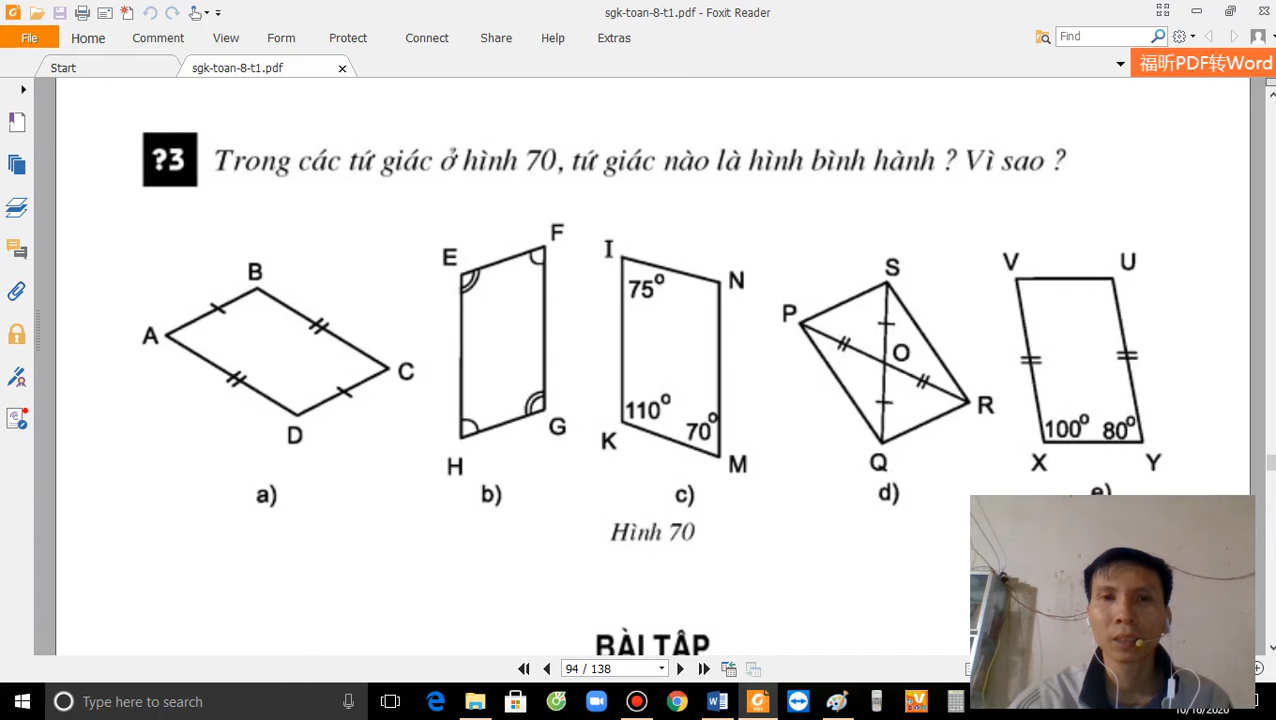 sgk-toan-8-t1.pdf - Foxit Reader
File Home Comment View Form Protect Connect Share Help Extras Find
Start sgk-toan-8-t1.pdf 福昕PDF转Word
?3 Trong các tứ giác ở hình 70, tứ giác nào là hình bình hành ? Vì sao ?
A B C D
a)
E F G H
b)
I N K M 75° 110° 70°
c)
S P O R Q
d)
V U X Y 100° 80°
e)
Hình 70
BÀI TẬP
94 / 138
Type here to search
10/10/2020